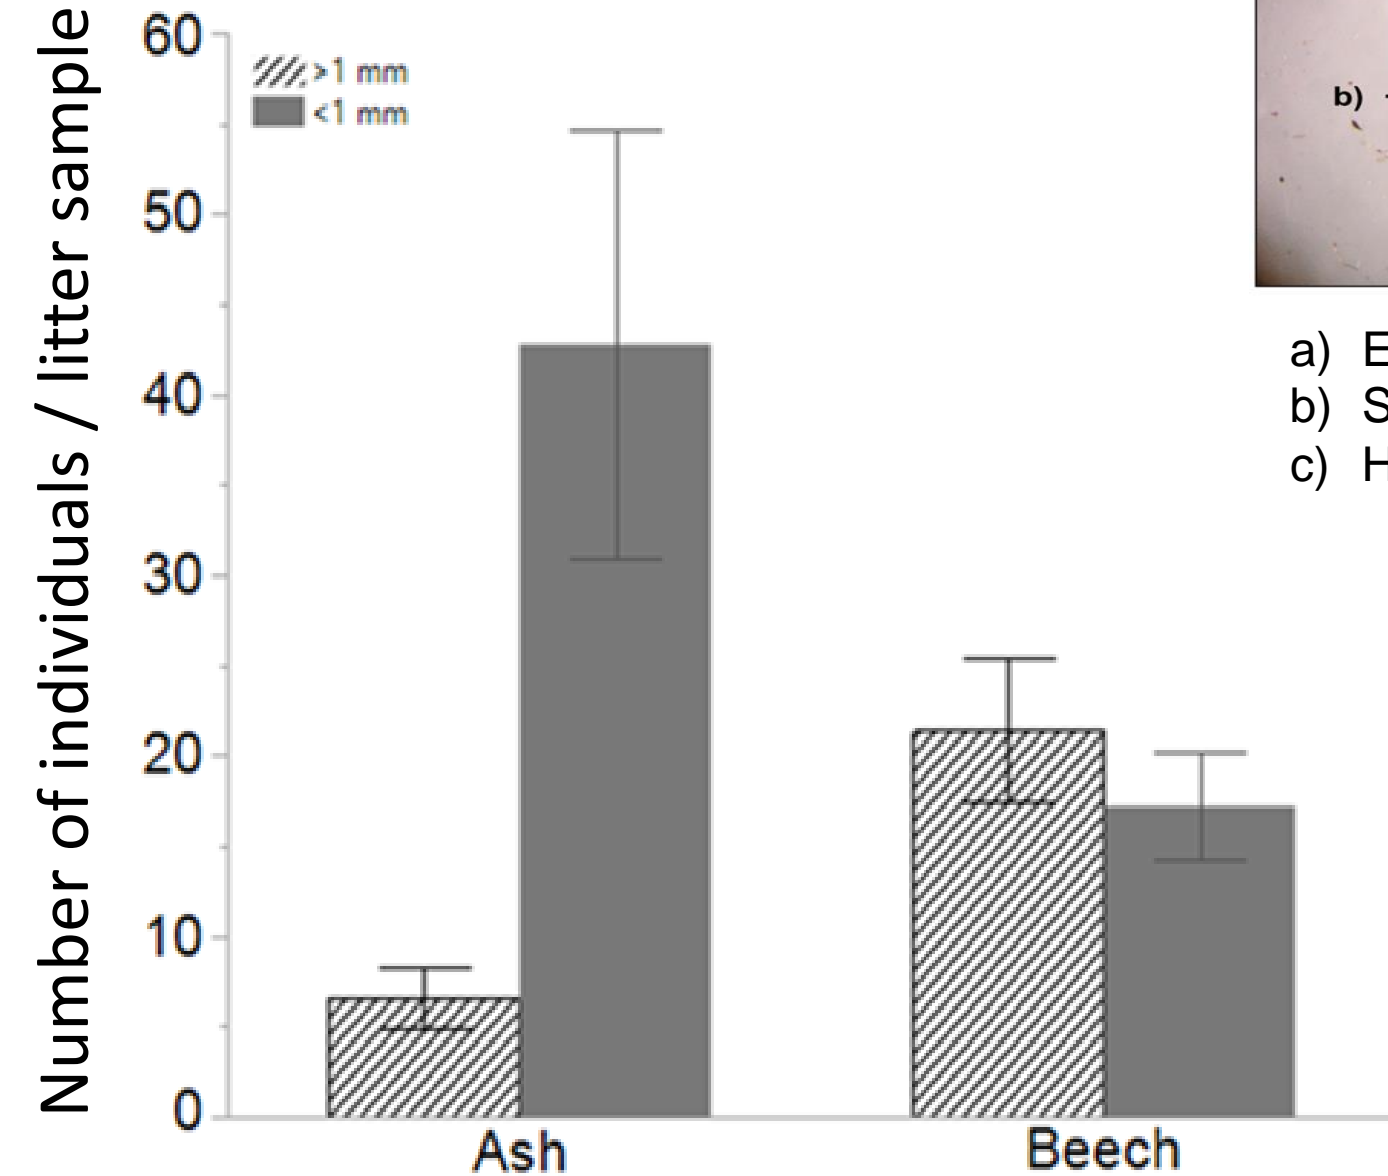 Number of individuals / litter sample
60
50
40
30
20
10
0
>1 mm
<1 mm
Ash
Beech
b)
a) E
b) S
c) H